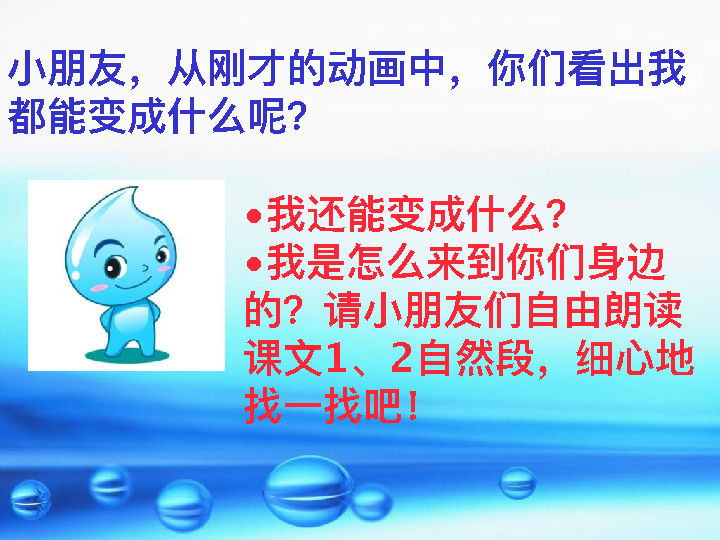 小朋友，从刚才的动画中，你们看出我
都能变成什么呢？
•我还能变成什么？
•我是怎么来到你们身边
的？请小朋友们自由朗读
课文1、2自然段，细心地
找一找吧！